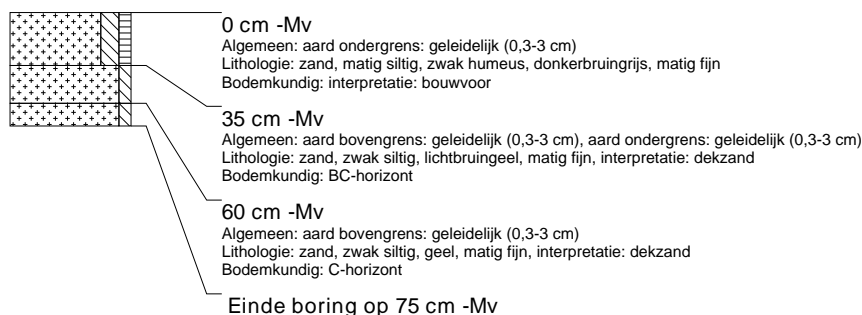 0 cm -Mv
Algemeen: aard ondergrens: geleidelijk (0,3-3 cm)
Lithologie: zand, matig siltig, zwak humeus, donkerbruingrijs, matig fijn
Bodemkundig: interpretatie: bouwvoor
35 cm -Mv
Algemeen: aard bovengrens: geleidelijk (0,3-3 cm), aard ondergrens: geleidelijk (0,3-3 cm)
Lithologie: zand, zwak siltig, lichtbruingeel, matig fijn, interpretatie: dekzand
Bodemkundig: BC-horizont
60 cm -Mv
Algemeen: aard bovengrens: geleidelijk (0,3-3 cm)
Lithologie: zand, zwak siltig, geel, matig fijn, interpretatie: dekzand
Bodemkundig: C-horizont
Einde boring op 75 cm -Mv